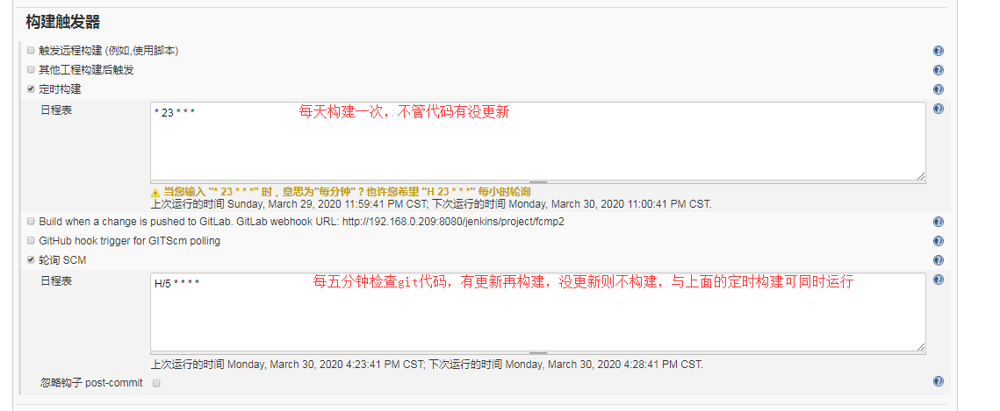 构建触发器
触发远程构建 (例如,使用脚本)
其他工程构建后触发
定时构建
日程表
* 23 * * *
每天构建一次，不管代码有没更新
当您输入 "* 23 * * *" 时，意思为"每分钟"？也许您希望 "H 23 * * *" 每小时轮询
上次运行的时间 Sunday, March 29, 2020 11:59:41 PM CST; 下次运行的时间 Monday, March 30, 2020 11:00:41 PM CST.
Build when a change is pushed to GitLab. GitLab webhook URL: http://192.168.0.209:8080/jenkins/project/fcmp2
GitHub hook trigger for GITScm polling
轮询 SCM
日程表
H/5 * * * *
每五分钟检查git代码，有更新再构建，没更新则不构建，与上面的定时构建可同时运行
上次运行的时间 Monday, March 30, 2020 4:23:41 PM CST; 下次运行的时间 Monday, March 30, 2020 4:28:41 PM CST.
忽略钩子 post-commit